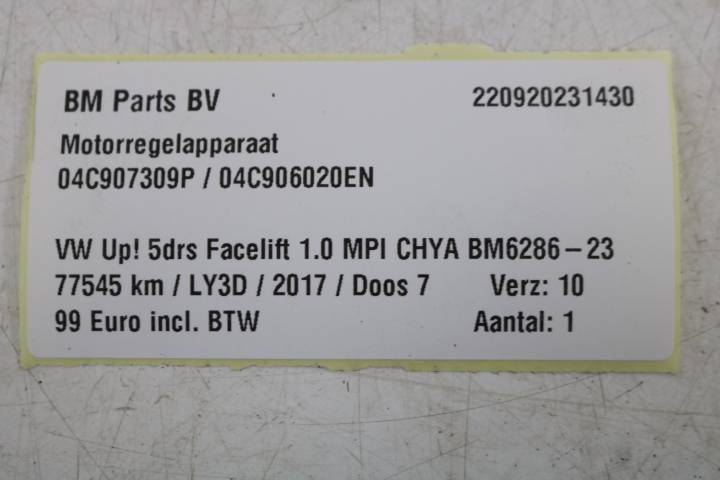 BM Parts BV 220920231430
Motorregelapparaat
04C907309P / 04C906020EN
VW Up! 5drs Facelift 1.0 MPI CHYA BM6286-23
77545 km / LY3D / 2017 / Doos 7 Verz: 10
99 Euro incl. BTW Aantal: 1